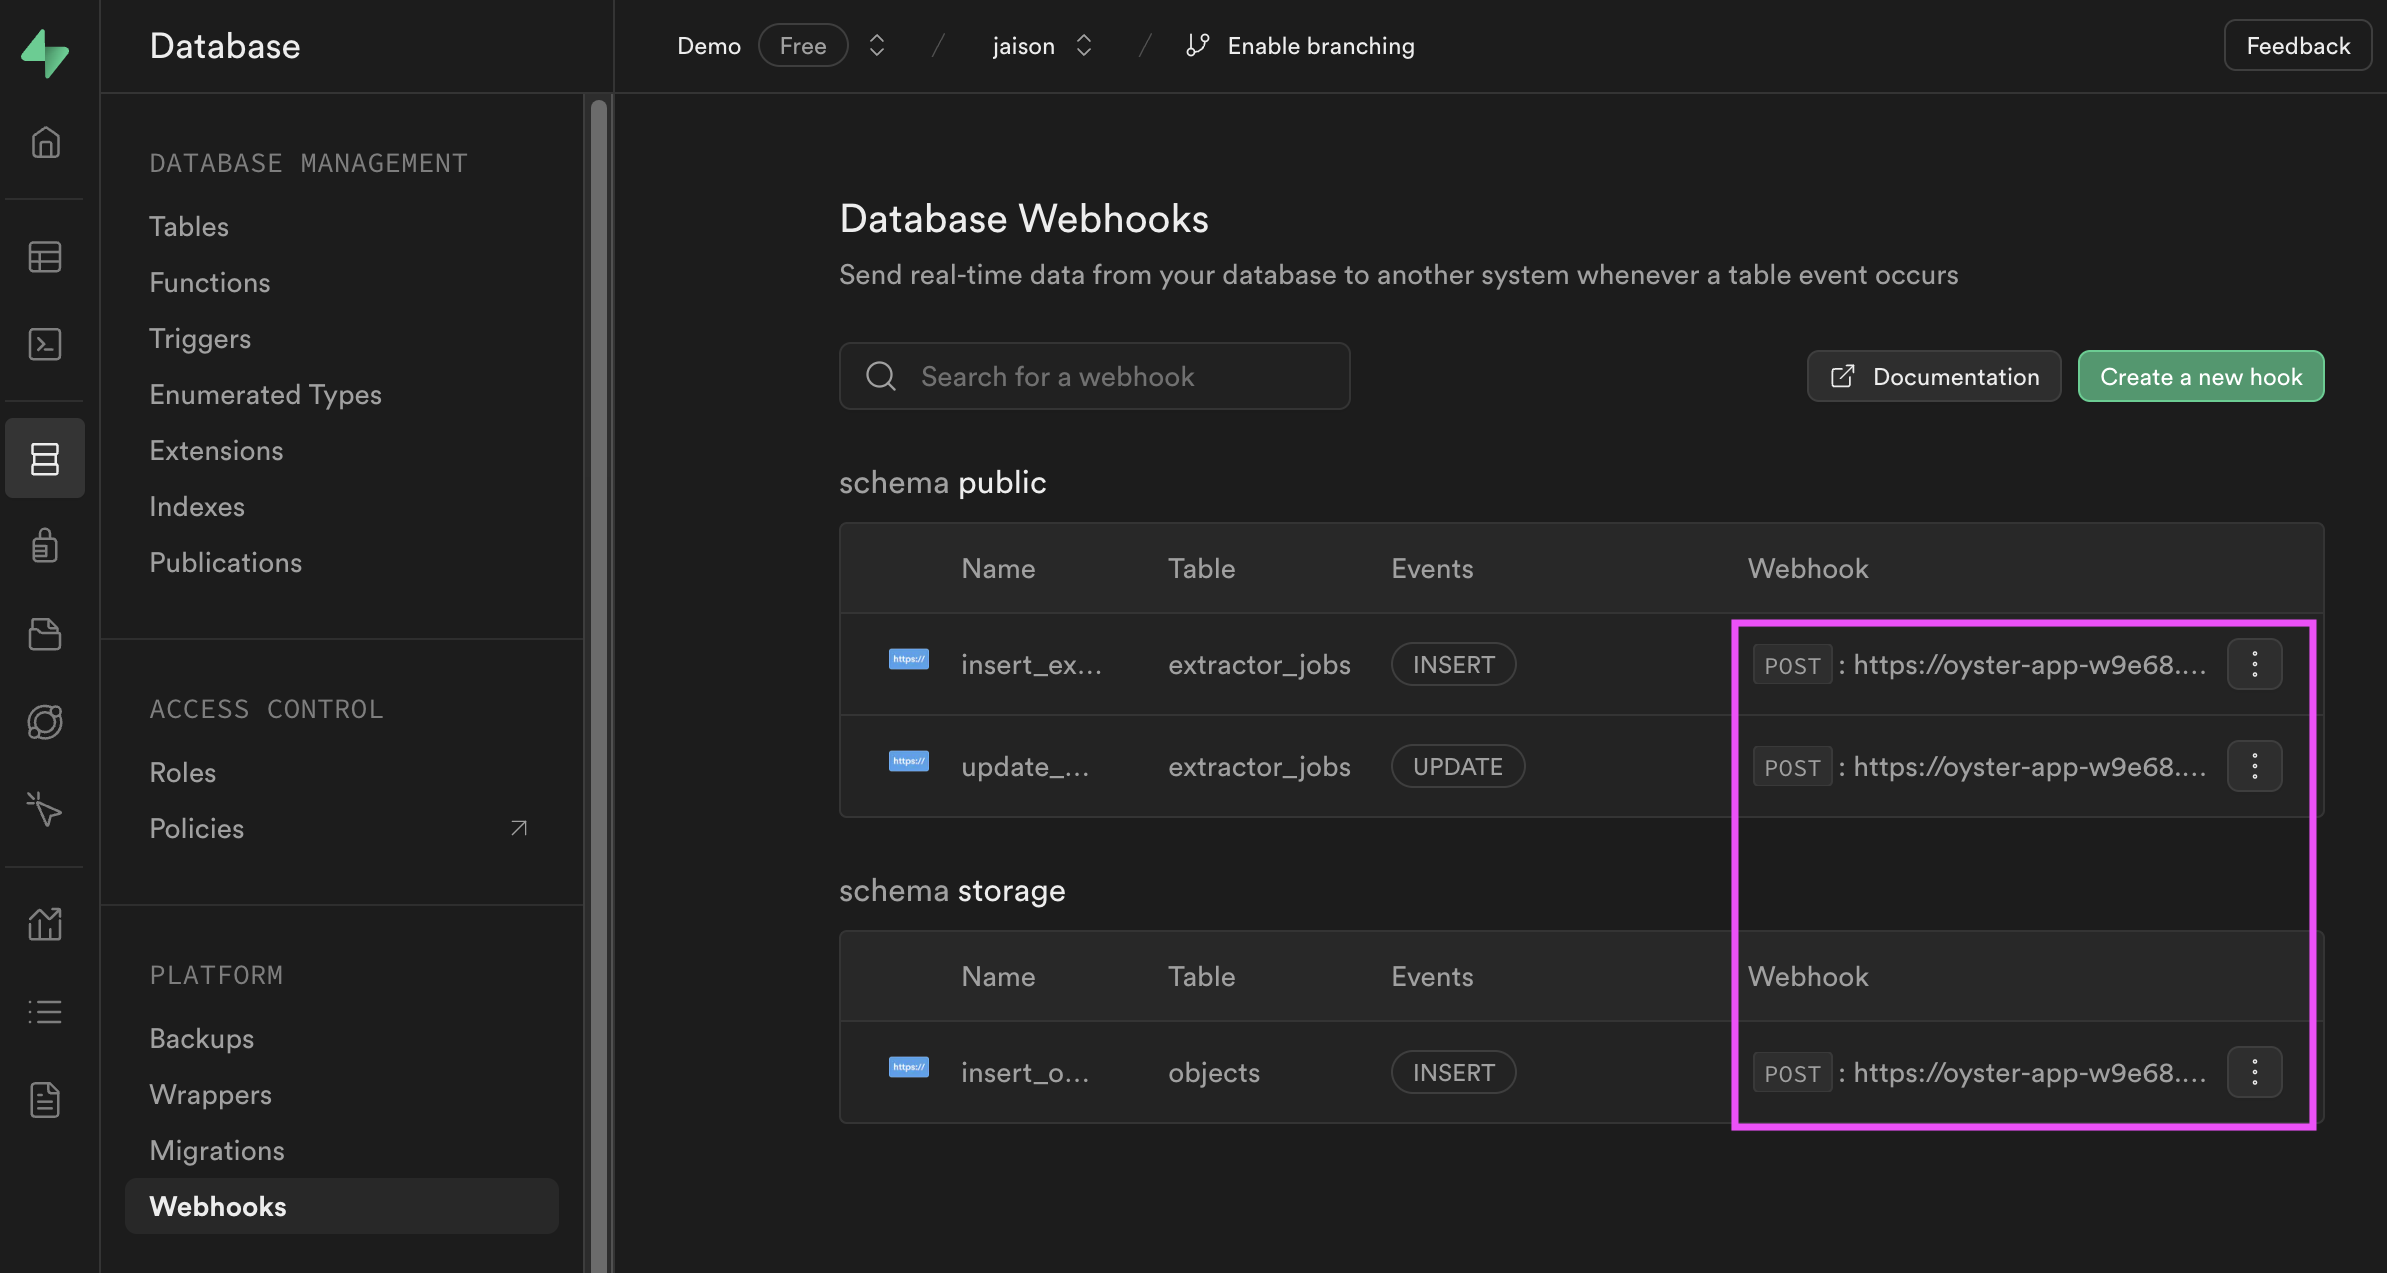 Database
Demo Free / jaison / Enable branching
Feedback
DATABASE MANAGEMENT
Tables
Functions
Triggers
Enumerated Types
Extensions
Indexes
Publications
ACCESS CONTROL
Roles
Policies
PLATFORM
Backups
Wrappers
Migrations
Webhooks
Database Webhooks
Send real-time data from your database to another system whenever a table event occurs
Search for a webhook
Documentation
Create a new hook
schema public
Name Table Events Webhook
https:// insert_ex... extractor_jobs INSERT POST : https://oyster-app-w9e68....
https:// update_... extractor_jobs UPDATE POST : https://oyster-app-w9e68....
schema storage
Name Table Events Webhook
https:// insert_o... objects INSERT POST : https://oyster-app-w9e68....